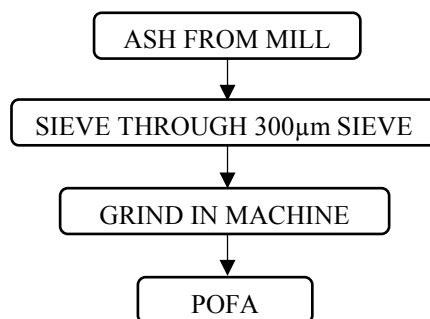 ASH FROM MILL
SIEVE THROUGH 300µm SIEVE
GRIND IN MACHINE
POFA